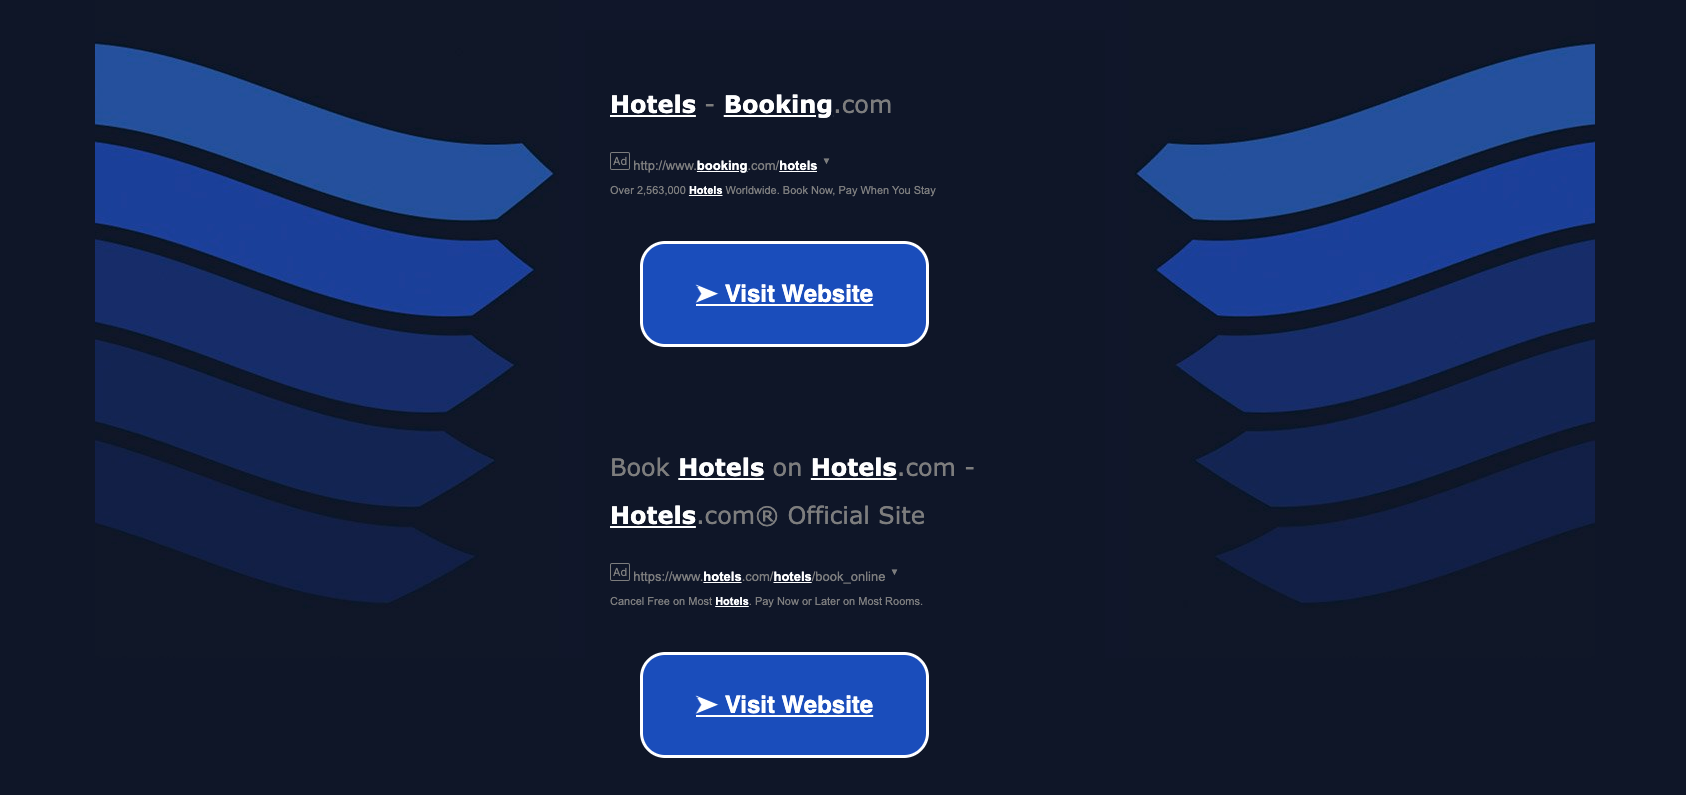 Hotels - Booking.com
Ad http://www.booking.com/hotels ▼
Over 2,563,000 Hotels Worldwide. Book Now, Pay When You Stay
➤ Visit Website
Book Hotels on Hotels.com -
Hotels.com® Official Site
Ad https://www.hotels.com/hotels/book_online ▼
Cancel Free on Most Hotels. Pay Now or Later on Most Rooms.
➤ Visit Website